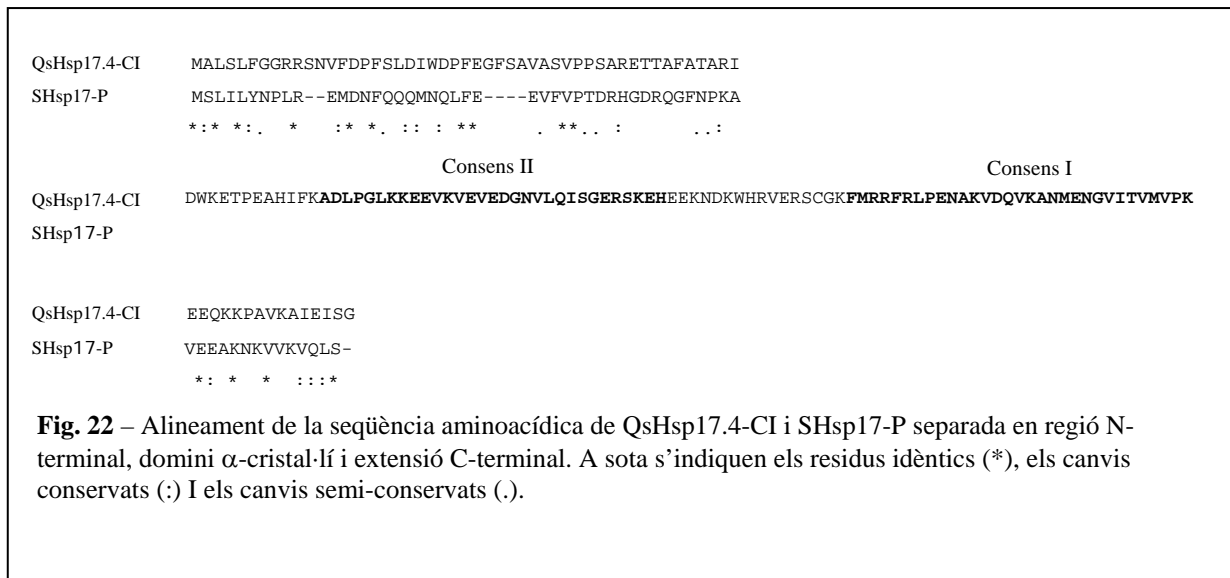 QsHsp17.4-CI MALSLFGGRRSNVFDPFSLDIWDPFEGFSAVASVPPSARETTAFATARI
SHsp17-P MSLILYNPLR--EMDNFQQQMNQLFE----EVFVPTDRHGDRQGFNPKA
*:* *:. * :* *. :: : ** . **.. : ..:
Consens II Consens I
QsHsp17.4-CI DWKETPEAHIFKADLPGLKKEEVKVEVEDGNVLQISGERSKEHEEKNDKWHRVERSCGKFMRRFRLPENAKVDQVKANMENGVITVMVPK
SHsp17-P
QsHsp17.4-CI EEQKKPAVKAIEISG
SHsp17-P VEEAKNKVVKVQLS-
*: * * :::*
Fig. 22 – Alineament de la seqüència aminoacídica de QsHsp17.4-CI i SHsp17-P separada en regió N-
terminal, domini α-cristal·lí i extensió C-terminal. A sota s'indiquen els residus idèntics (*), els canvis
conservats (:) I els canvis semi-conservats (.).